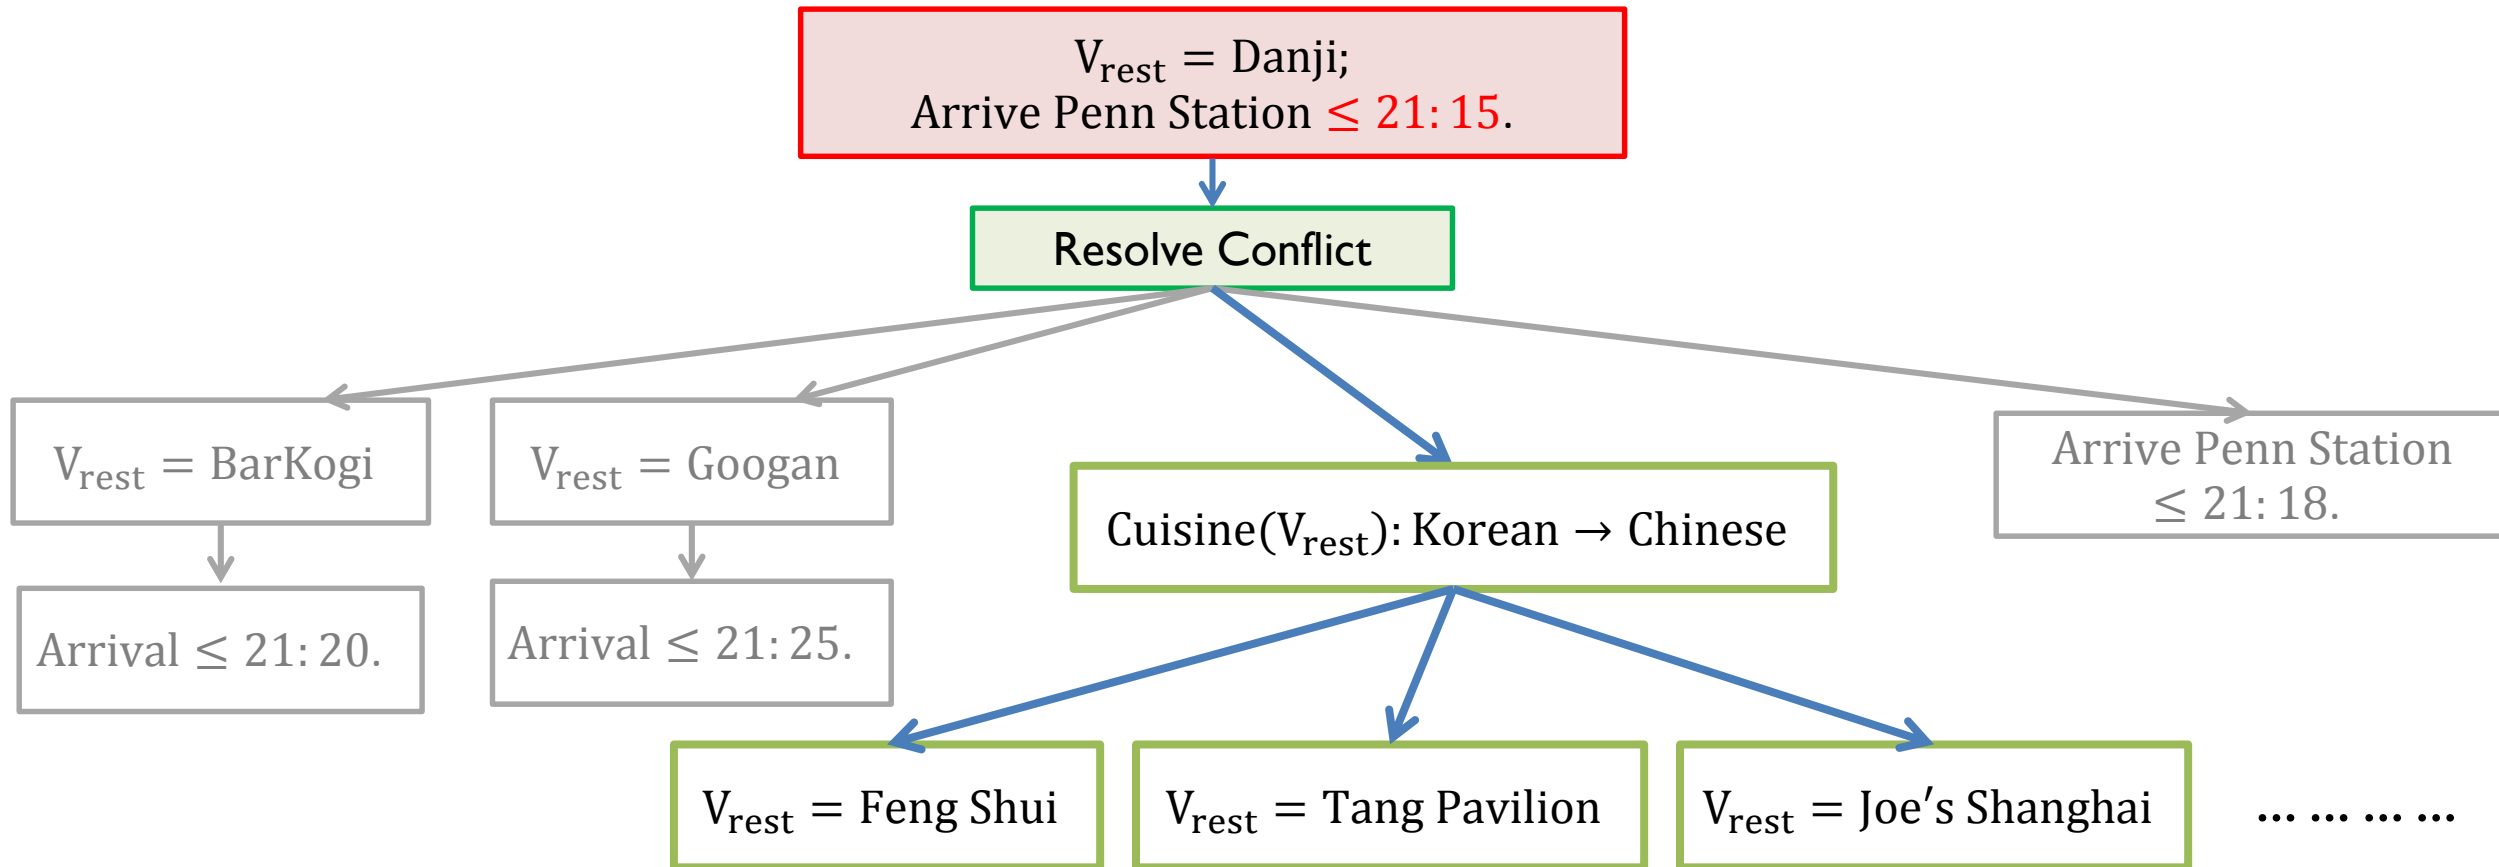 V_rest = Danji;
Arrive Penn Station ≤ 21:15.
Resolve Conflict
V_rest = BarKogi
V_rest = Googan
Arrive Penn Station
≤ 21:18.
Cuisine(V_rest): Korean → Chinese
Arrival ≤ 21:20.
Arrival ≤ 21:25.
V_rest = Feng Shui
V_rest = Tang Pavilion
V_rest = Joe's Shanghai
... ... ... ...